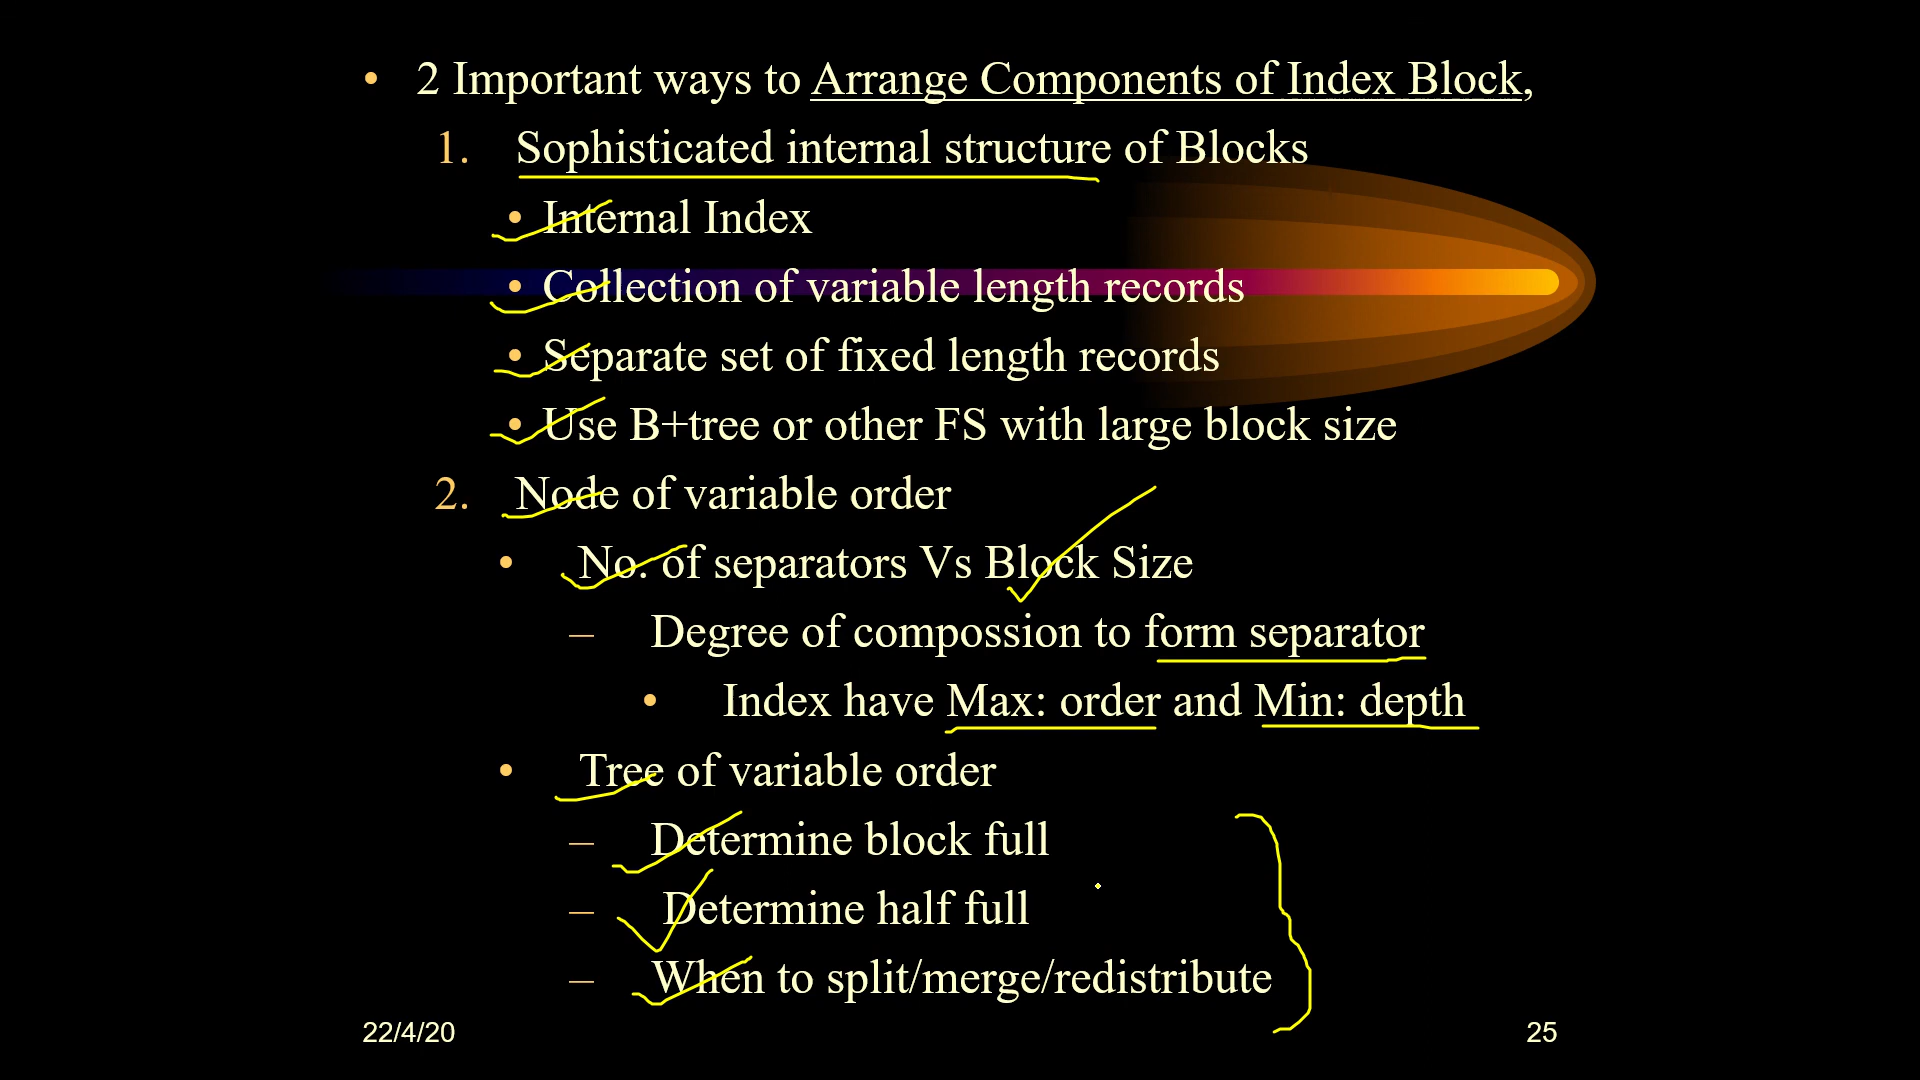 • 2 Important ways to Arrange Components of Index Block,
1. Sophisticated internal structure of Blocks
• Internal Index
• Collection of variable length records
• Separate set of fixed length records
• Use B+tree or other FS with large block size
2. Node of variable order
• No. of separators Vs Block Size
– Degree of compossion to form separator
• Index have Max: order and Min: depth
• Tree of variable order
– Determine block full
– Determine half full
– When to split/merge/redistribute
22/4/20
25